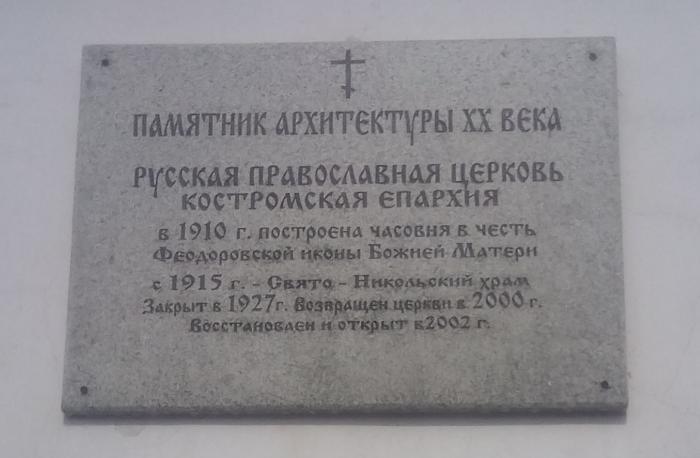 ПАМЯТНИК АРХИТЕКТУРЫ XX ВЕКА
РУССКАЯ ПРАВОСЛАВНАЯ ЦЕРКОВЬ
КОСТРОМСКАЯ ЕПАРХИЯ
в 1910 г. построена часовня в честь
Феодоровской иконы Божией Матери
с 1915 г. - Свято - Никольский храм
Закрыт в 1927г. Возвращен церкви в 2000 г.
Восстановлен и открыт в 2002 г.